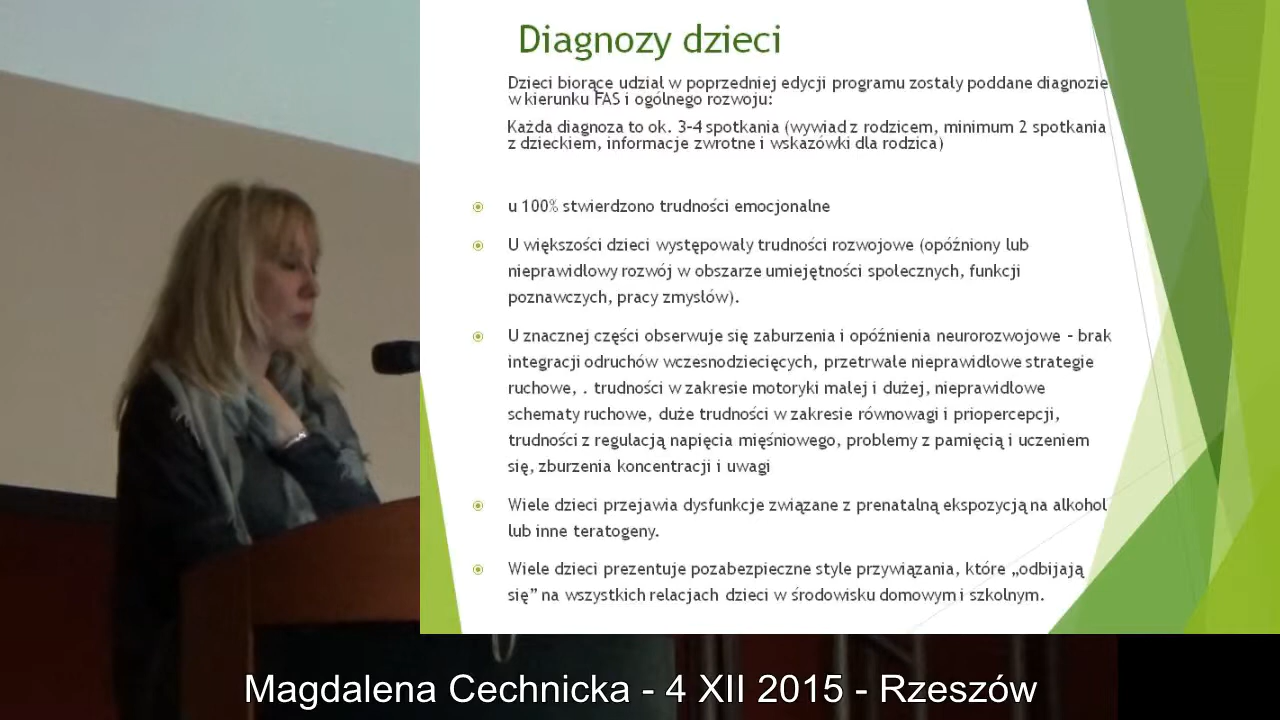 Diagnozy dzieci
Dzieci biorące udział w poprzedniej edycji programu zostały poddane diagnozie
w kierunku FAS i ogólnego rozwoju:
Każda diagnoza to ok. 3-4 spotkania (wywiad z rodzicem, minimum 2 spotkania
z dzieckiem, informacje zwrotne i wskazówki dla rodzica)
u 100% stwierdzono trudności emocjonalne
U większości dzieci występowały trudności rozwojowe (opóźniony lub
nieprawidłowy rozwój w obszarze umiejętności społecznych, funkcji
poznawczych, pracy zmysłów).
U znacznej części obserwuje się zaburzenia i opóźnienia neurorozwojowe – brak
integracji odruchów wczesnodziecięcych, przetrwałe nieprawidłowe strategie
ruchowe, . trudności w zakresie motoryki małej i dużej, nieprawidłowe
schematy ruchowe, duże trudności w zakresie równowagi i priopercepcji,
trudności z regulacją napięcia mięśniowego, problemy z pamięcią i uczeniem
się, zburzenia koncentracji i uwagi
Wiele dzieci przejawia dysfunkcje związane z prenatalną ekspozycją na alkohol
lub inne teratogeny.
Wiele dzieci prezentuje pozabezpieczne style przywiązania, które „odbijają
się” na wszystkich relacjach dzieci w środowisku domowym i szkolnym.
Magdalena Cechnicka - 4 XII 2015 - Rzeszów